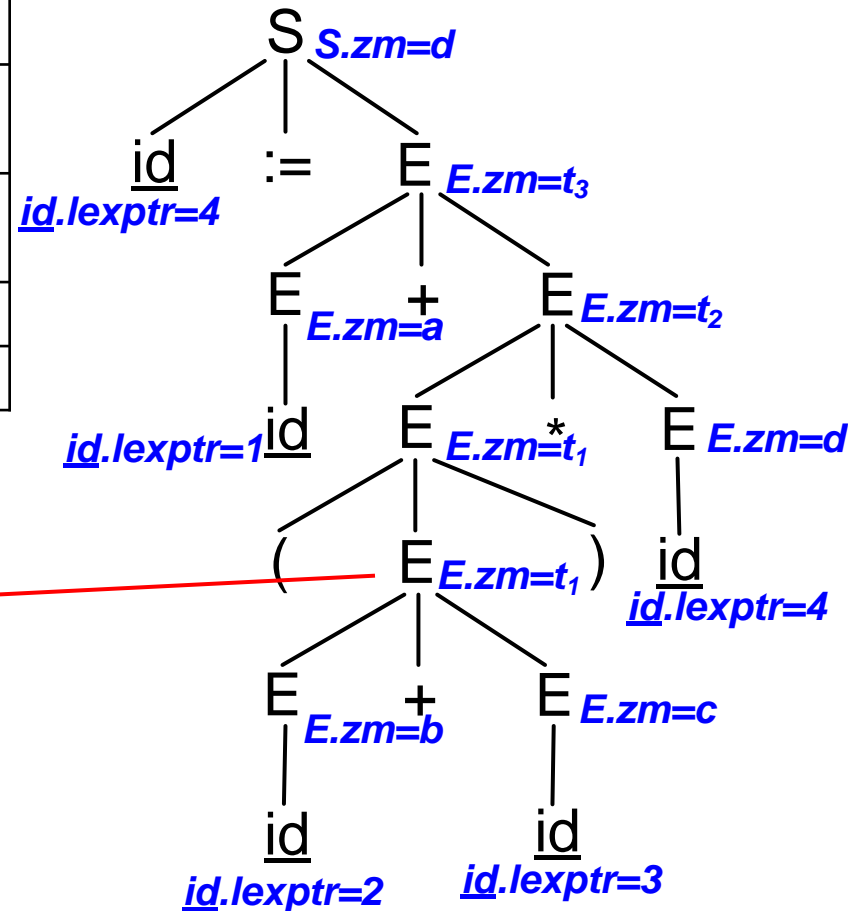 S S.zm=d
id := E E.zm=t₃
id.lexptr=4
E + E E.zm=t₂
E.zm=a
id.lexptr=1 id E E.zm=t₁ * E E.zm=d
( E E.zm=t₁ ) id
id.lexptr=4
E + E E.zm=c
E.zm=b
id id
id.lexptr=2 id.lexptr=3